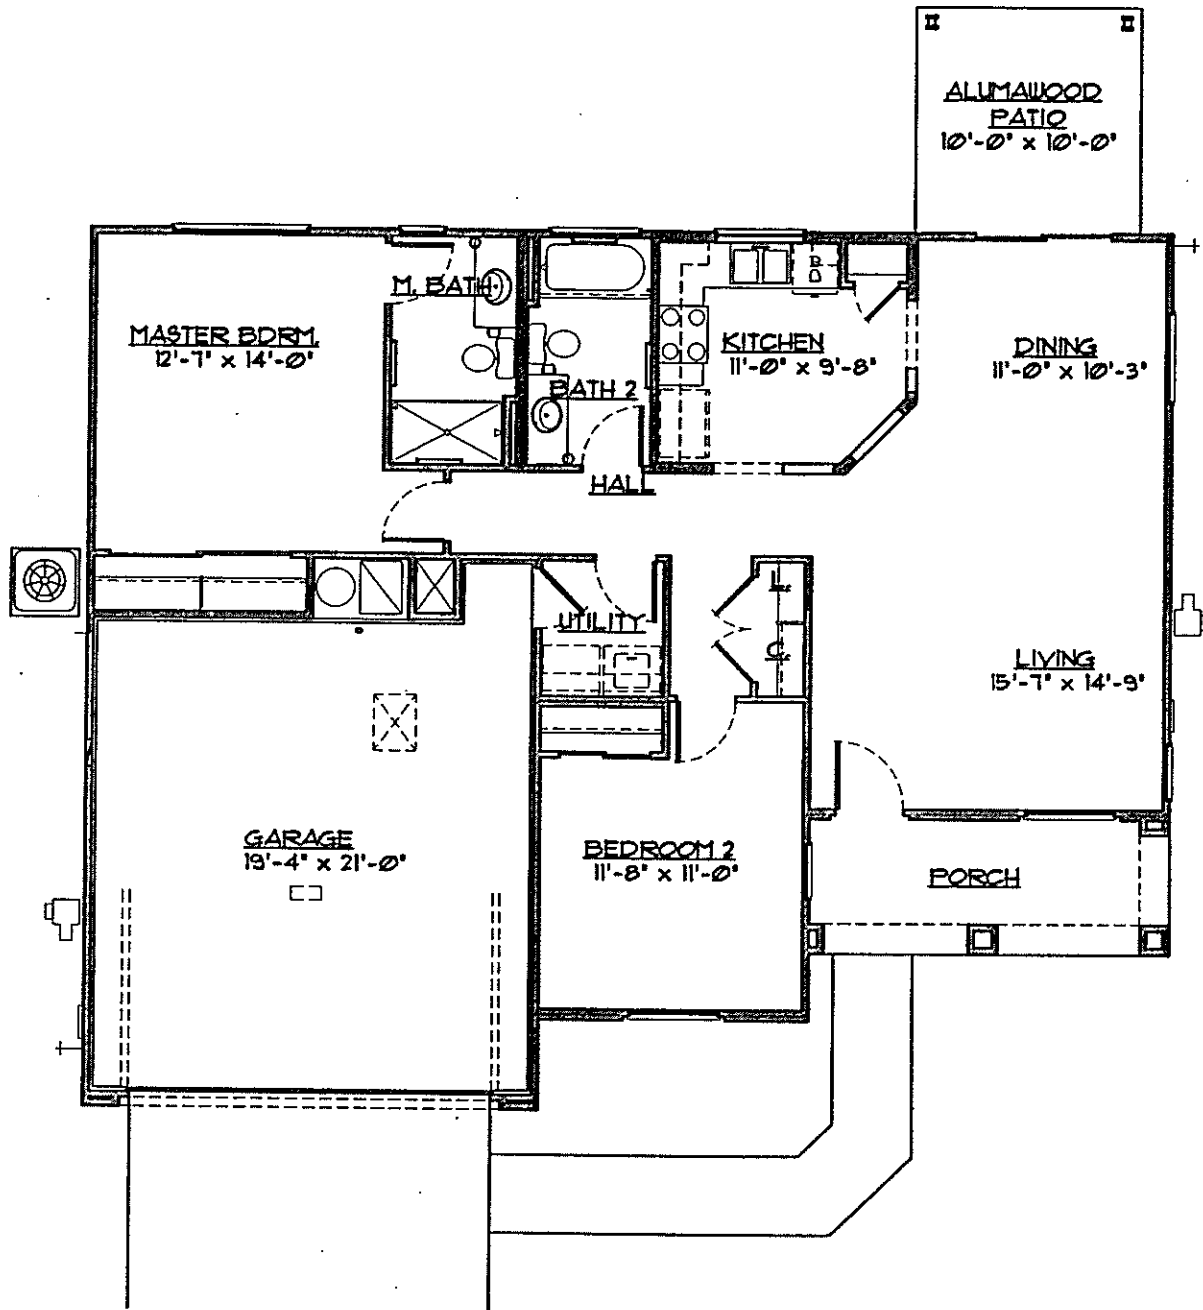 ALUMAWOOD
PATIO
10'-0" x 10'-0"
M. BATH
MASTER BDRM.
12'-7" x 14'-0"
KITCHEN
11'-0" x 9'-8"
DINING
11'-0" x 10'-3"
BATH 2
HALL
L.
UTILITY
C.
LIVING
15'-7" x 14'-9"
GARAGE
19'-4" x 21'-0"
BEDROOM 2
11'-8" x 11'-0"
PORCH